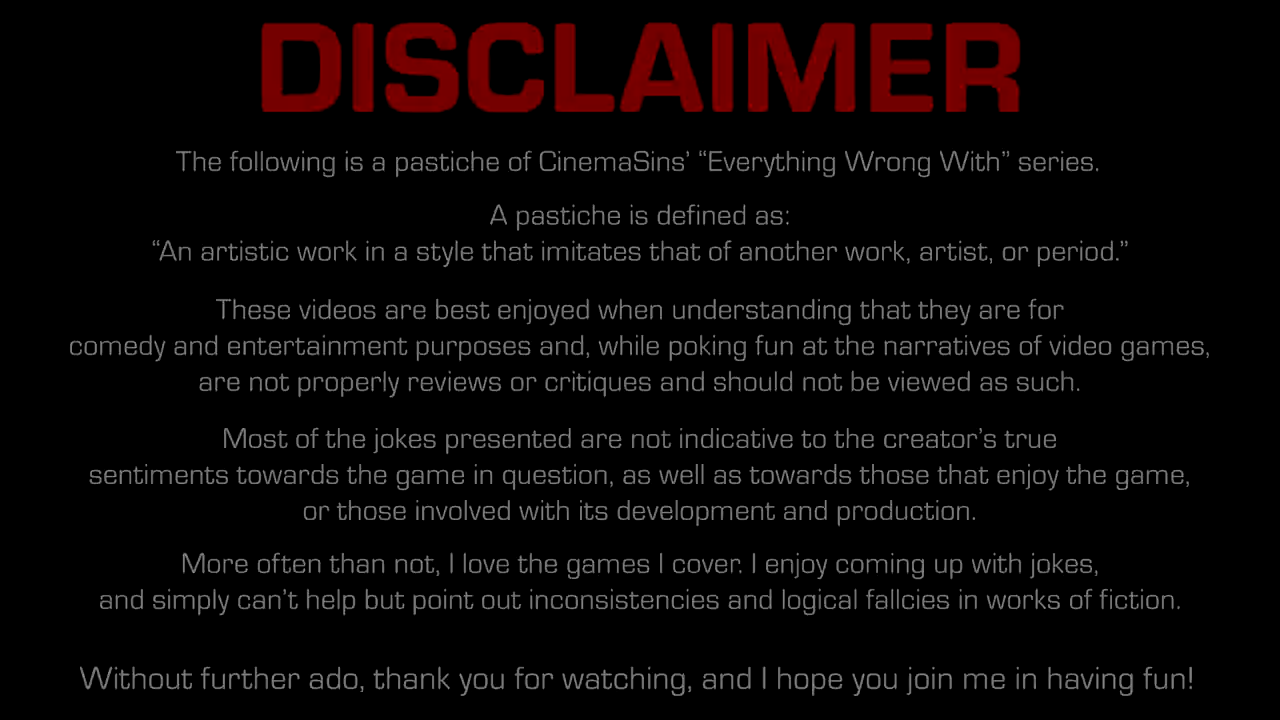 DISCLAIMER
The following is a pastiche of CinemaSins’ “Everything Wrong With” series.
A pastiche is defined as:
“An artistic work in a style that imitates that of another work, artist, or period.”
These videos are best enjoyed when understanding that they are for
comedy and entertainment purposes and, while poking fun at the narratives of video games,
are not properly reviews or critiques and should not be viewed as such.
Most of the jokes presented are not indicative to the creator’s true
sentiments towards the game in question, as well as towards those that enjoy the game,
or those involved with its development and production.
More often than not, I love the games I cover. I enjoy coming up with jokes,
and simply can’t help but point out inconsistencies and logical fallcies in works of fiction.
Without further ado, thank you for watching, and I hope you join me in having fun!